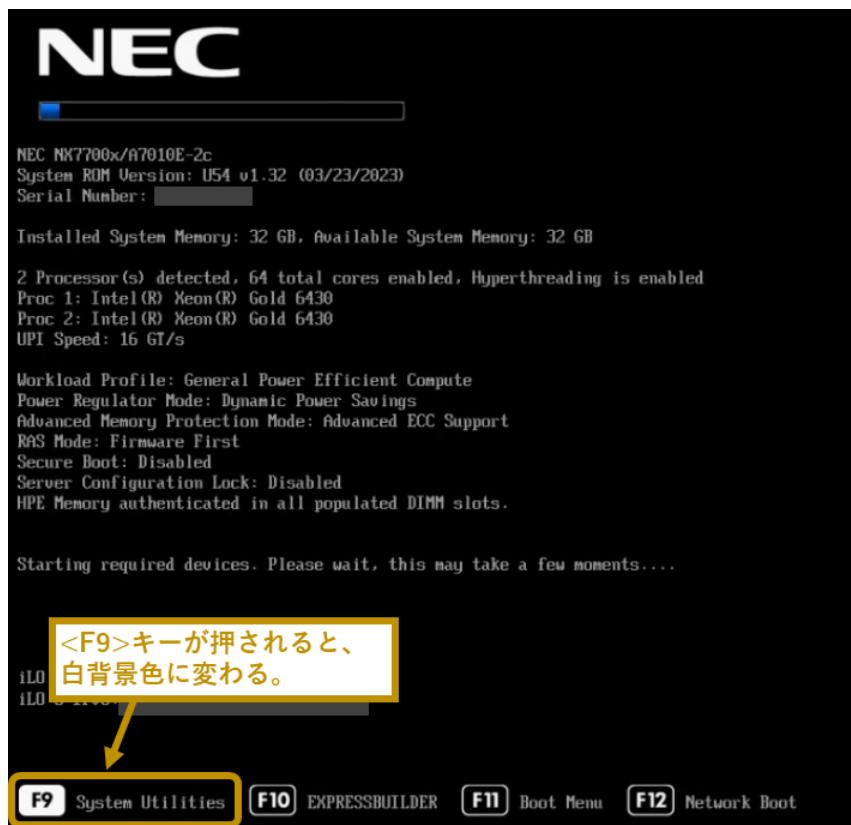 NEC
NEC NX7700x/A7010E-2c
System ROM Version: U54 v1.32 (03/23/2023)
Serial Number:
Installed System Memory: 32 GB, Available System Memory: 32 GB
2 Processor(s) detected, 64 total cores enabled, Hyperthreading is enabled
Proc 1: Intel(R) Xeon(R) Gold 6430
Proc 2: Intel(R) Xeon(R) Gold 6430
UPI Speed: 16 GT/s
Workload Profile: General Power Efficient Compute
Power Regulator Mode: Dynamic Power Savings
Advanced Memory Protection Mode: Advanced ECC Support
RAS Mode: Firmware First
Secure Boot: Disabled
Server Configuration Lock: Disabled
HPE Memory authenticated in all populated DIMM slots.
Starting required devices. Please wait, this may take a few moments....
<F9>キーが押されると、
白背景色に変わる。
iLO
iLO
F9 System Utilities F10 EXPRESSBUILDER F11 Boot Menu F12 Network Boot